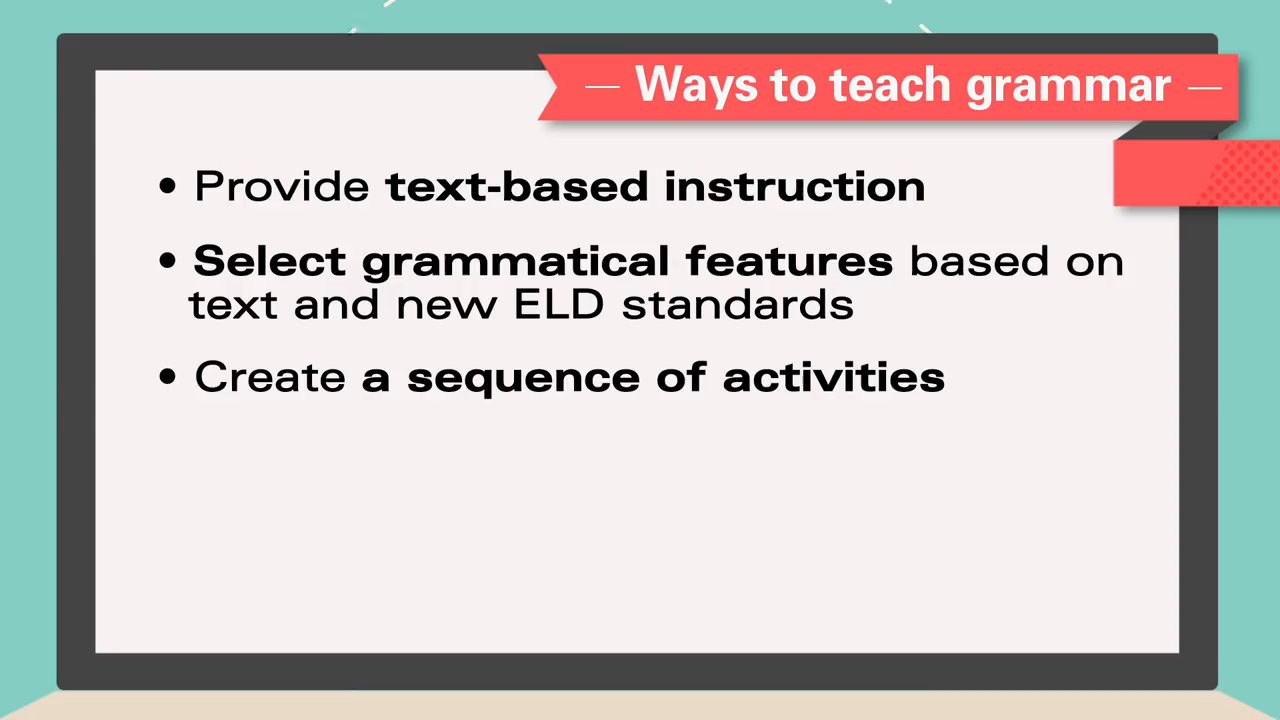 — Ways to teach grammar —
• Provide text-based instruction
• Select grammatical features based on
text and new ELD standards
• Create a sequence of activities